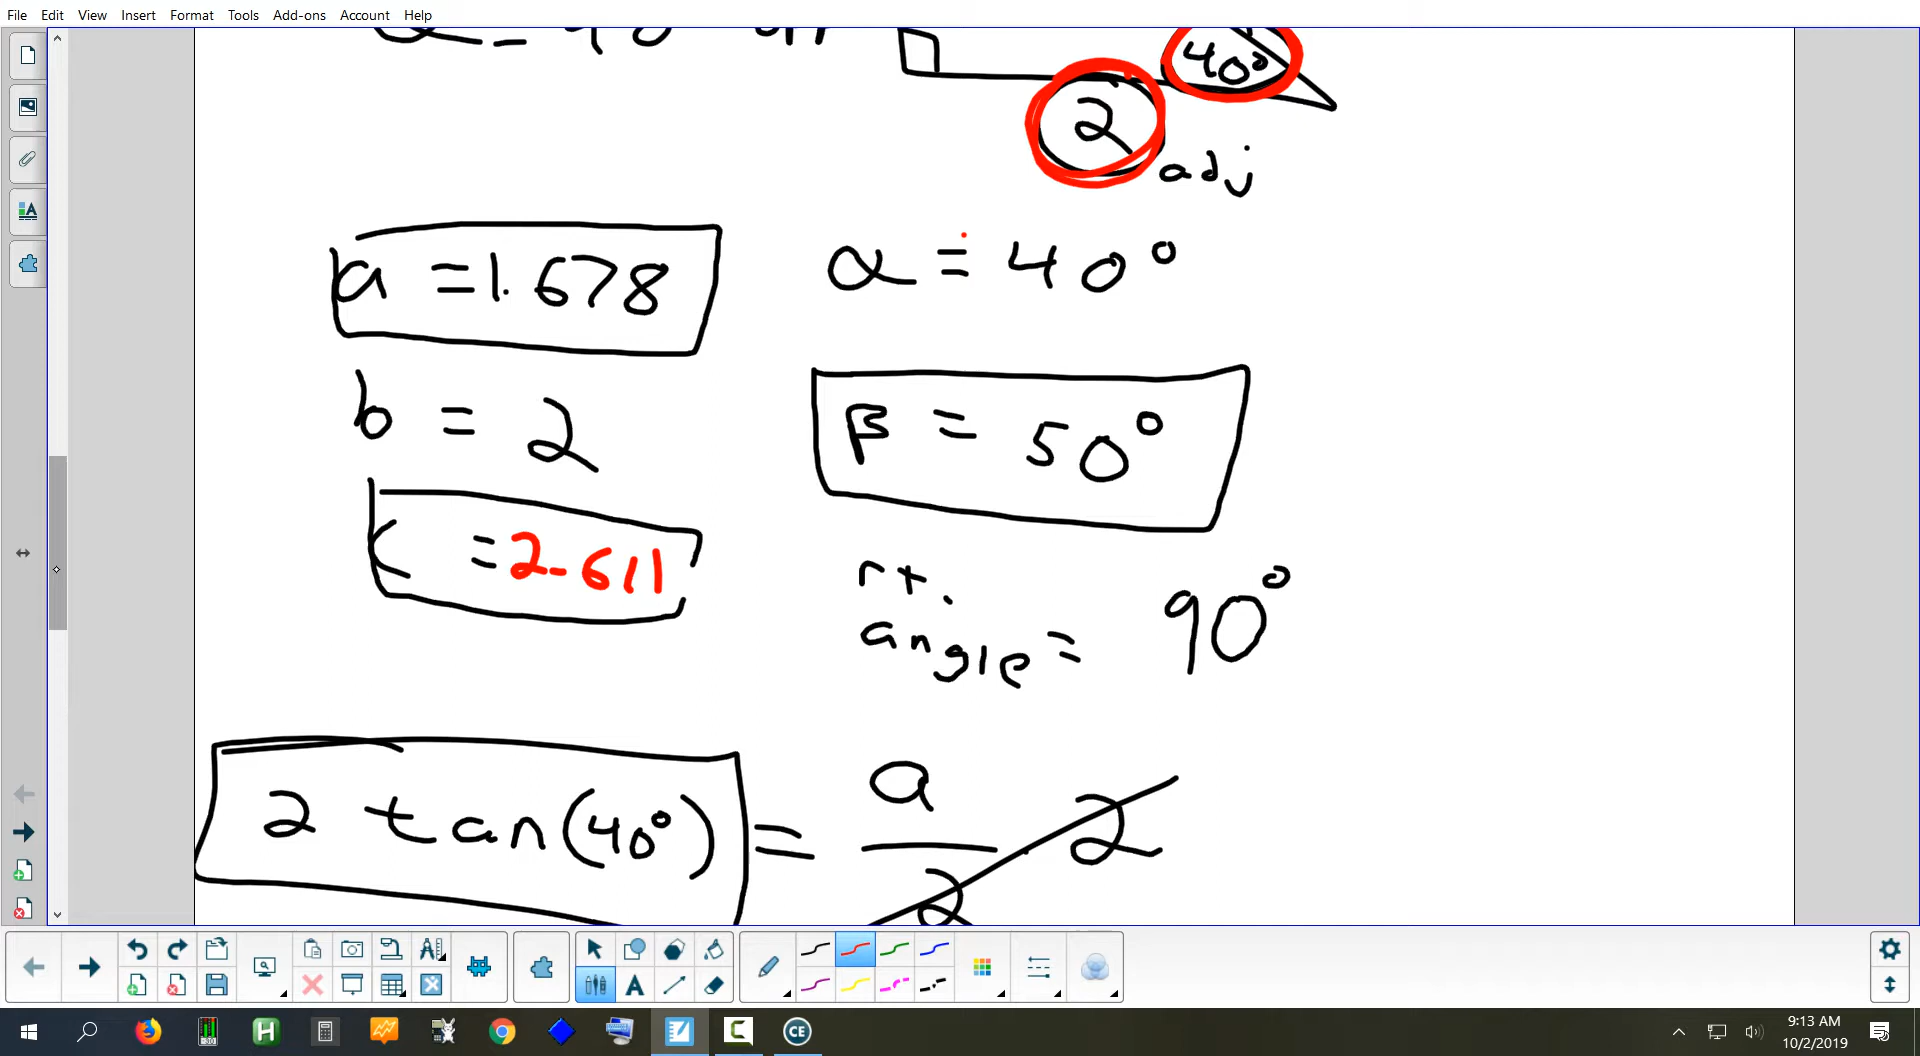 File Edit View Insert Format Tools Add-ons Account Help
40°
2
adj
a = 1.678
α = 40°
b = 2
β = 50°
c = 2.611
rt.
angle = 90°
2 tan(40°) = a/2 · 2
A
CE
9:13 AM
10/2/2019